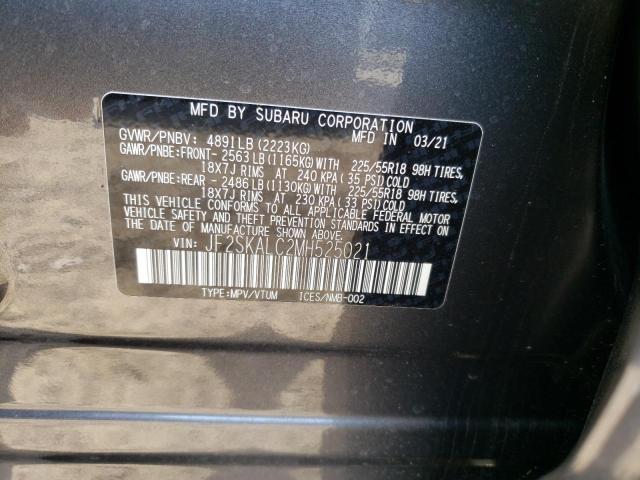 MFD BY SUBARU CORPORATION
GVWR/PNBV: 4891LB (2223KG) MFD IN 03/21
GAWR/PNBE:FRONT- 2563 LB (1165KG) WITH 225/55R18 98H TIRES,
18X7J RIMS AT 240 KPA (35 PSI) COLD
GAWR/PNBE:REAR - 2486 LB (1130KG) WITH 225/55R18 98H TIRES,
18X7J RIMS AT 230 KPA (33 PSI) COLD
THIS VEHICLE CONFORMS TO ALL APPLICABLE FEDERAL MOTOR
VEHICLE SAFETY AND THEFT PREVENTION STANDARDS IN EFFECT ON
THE DATE OF MANUFACTURE SHOWN ABOVE.
VIN: JF2SKALC2MH525021
TYPE:MPV/VTUM ICES/NMB-002